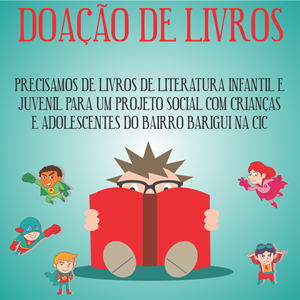 DOAÇÃO DE LIVROS
PRECISAMOS DE LIVROS DE LITERATURA INFANTIL E
JUVENIL PARA UM PROJETO SOCIAL COM CRIANÇAS
E ADOLESCENTES DO BAIRRO BARIGUI NA CIC